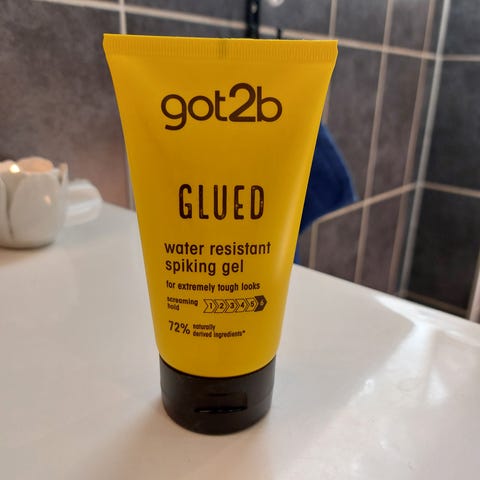 got2b
GLUED
water resistant
spiking gel
for extremely tough looks
screaming
hold
1 2 3 4 5 6
72% naturally
derived ingredients*